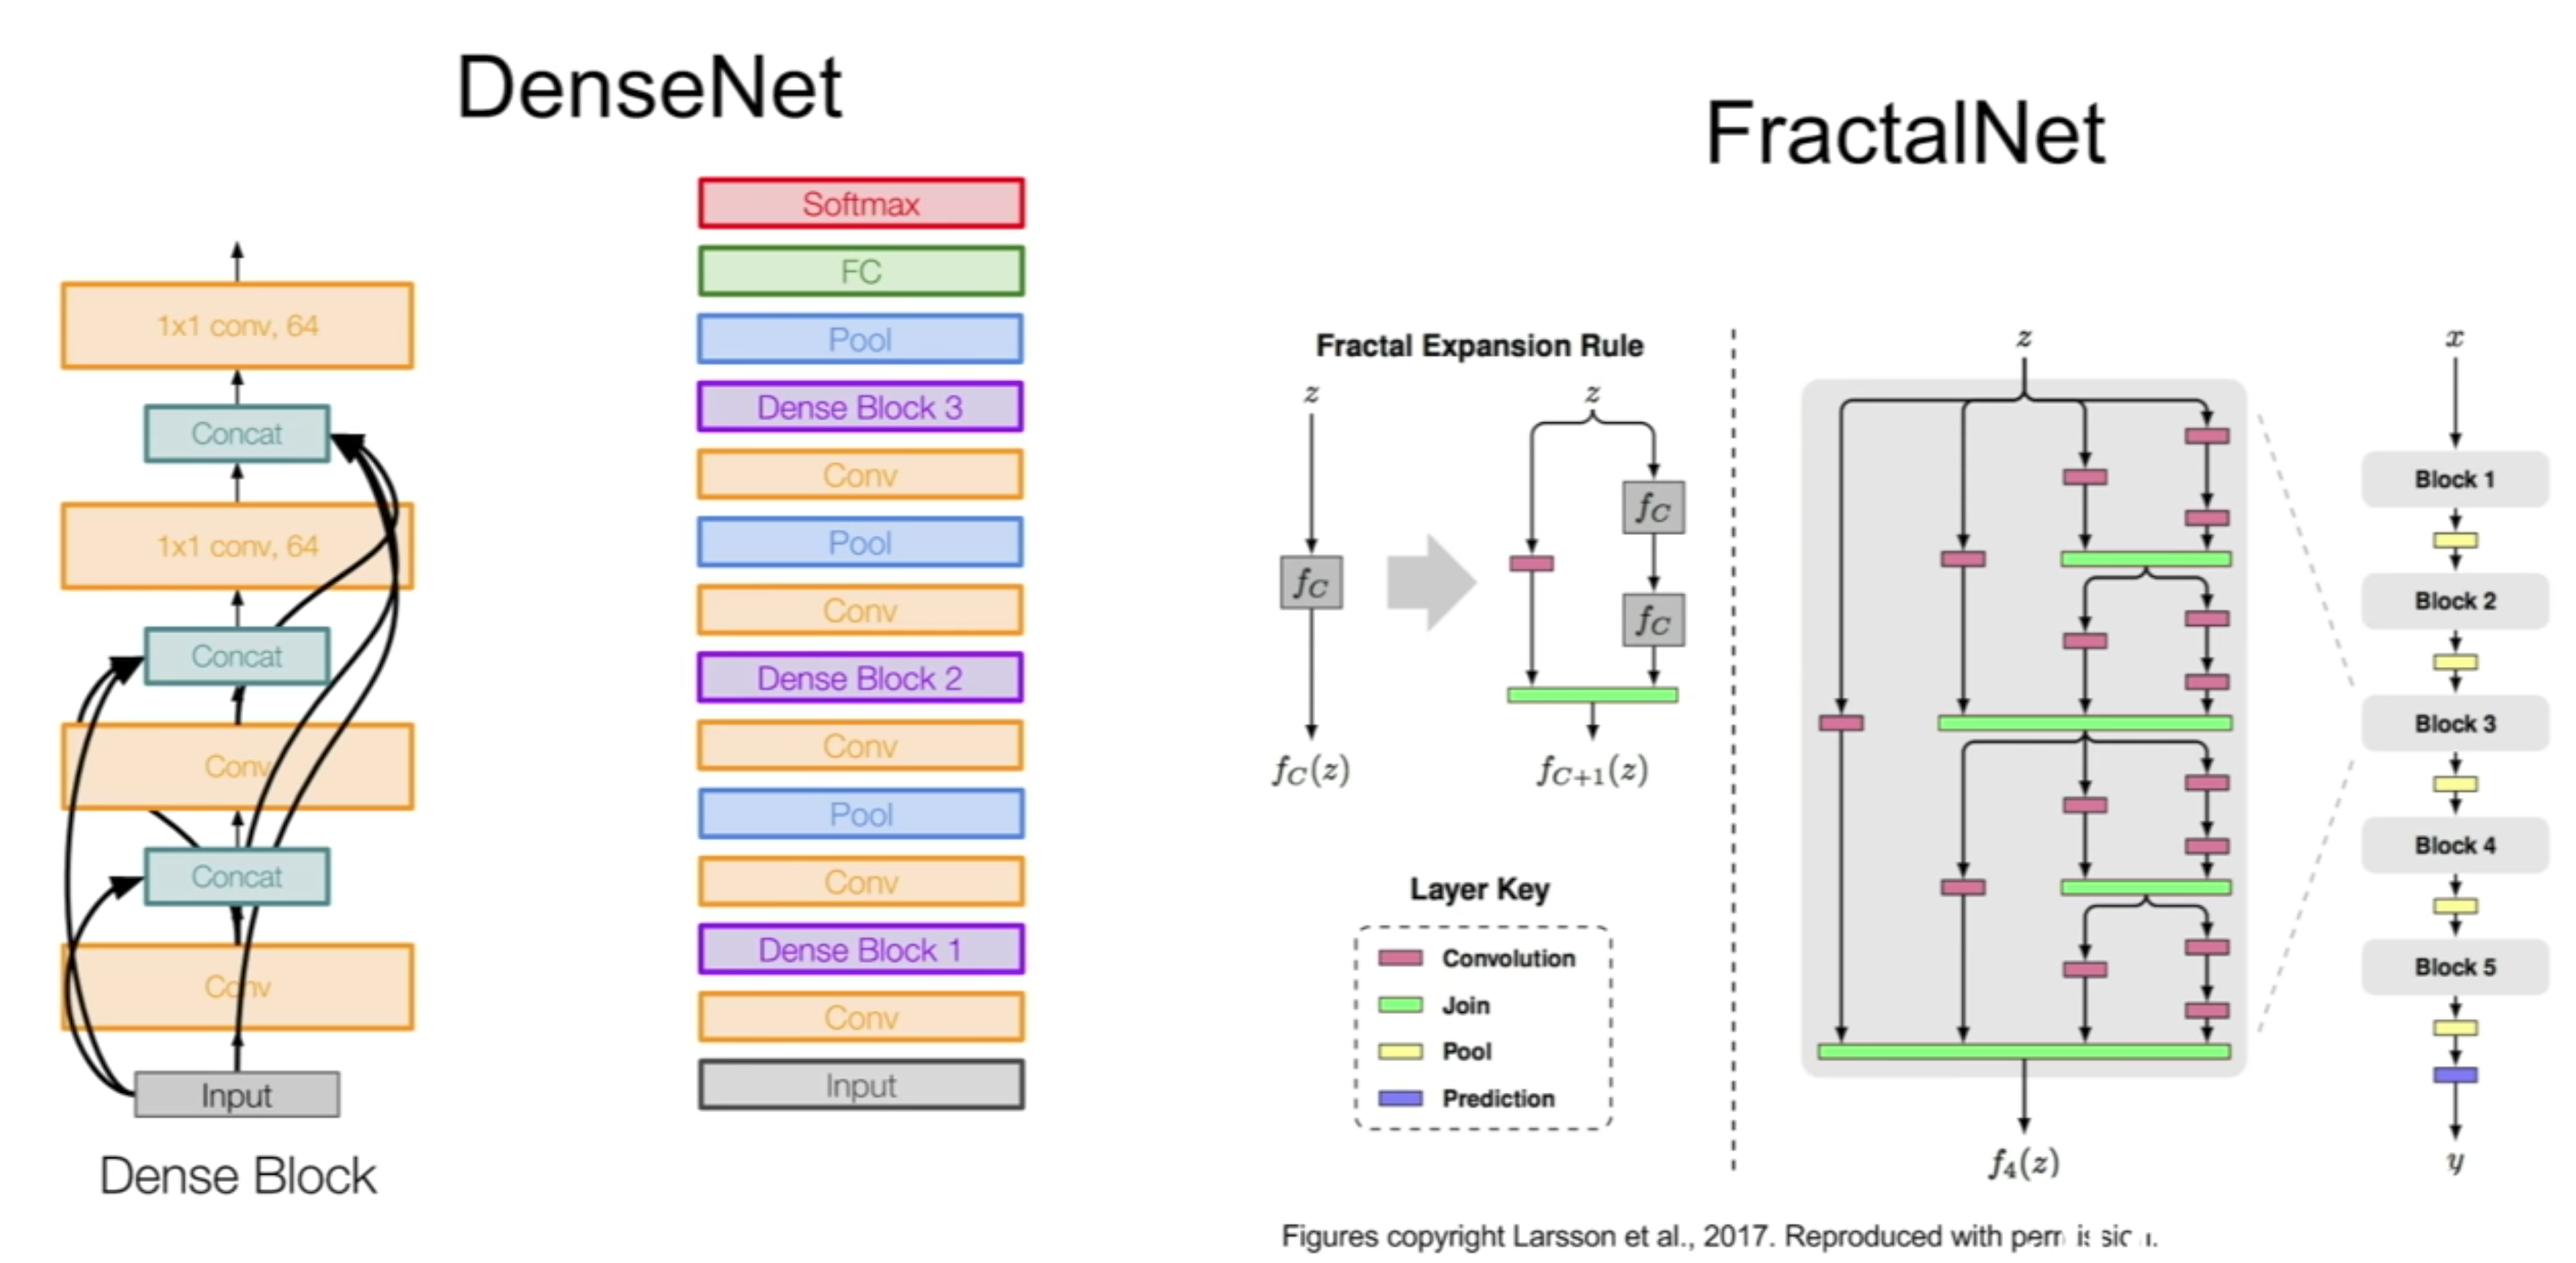 DenseNet
1x1 conv, 64
Concat
1x1 conv, 64
Concat
Conv
Concat
Conv
Input
Dense Block
Softmax
FC
Pool
Dense Block 3
Conv
Pool
Conv
Dense Block 2
Conv
Pool
Conv
Dense Block 1
Conv
Input
FractalNet
Fractal Expansion Rule
z
z
f_C
f_C
f_C
f_C(z)
f_{C+1}(z)
Layer Key
Convolution
Join
Pool
Prediction
z
f_4(z)
x
Block 1
Block 2
Block 3
Block 4
Block 5
y
Figures copyright Larsson et al., 2017. Reproduced with